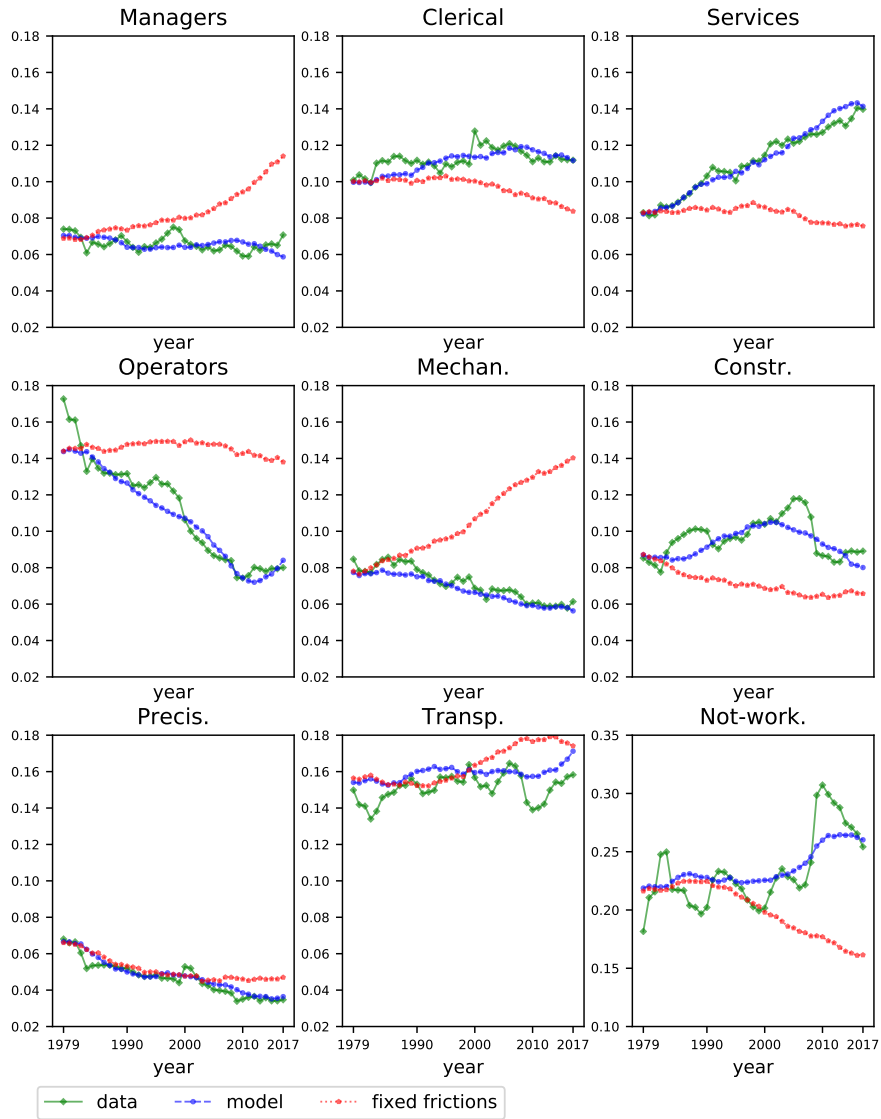 Managers Clerical Services
0.18 0.18 0.18
0.16 0.16 0.16
0.14 0.14 0.14
0.12 0.12 0.12
0.10 0.10 0.10
0.08 0.08 0.08
0.06 0.06 0.06
0.04 0.04 0.04
0.02 0.02 0.02
year year year
Operators Mechan. Constr.
0.18 0.18 0.18
0.16 0.16 0.16
0.14 0.14 0.14
0.12 0.12 0.12
0.10 0.10 0.10
0.08 0.08 0.08
0.06 0.06 0.06
0.04 0.04 0.04
0.02 0.02 0.02
year year year
Precis. Transp. Not-work.
0.18 0.18 0.35
0.16 0.16
0.14 0.14 0.30
0.12 0.12
0.10 0.10 0.25
0.08 0.08 0.20
0.06 0.06
0.04 0.04 0.15
0.02 0.02 0.10
1979 1990 2000 2010 2017 1979 1990 2000 2010 2017 1979 1990 2000 2010 2017
year year year
data model fixed frictions